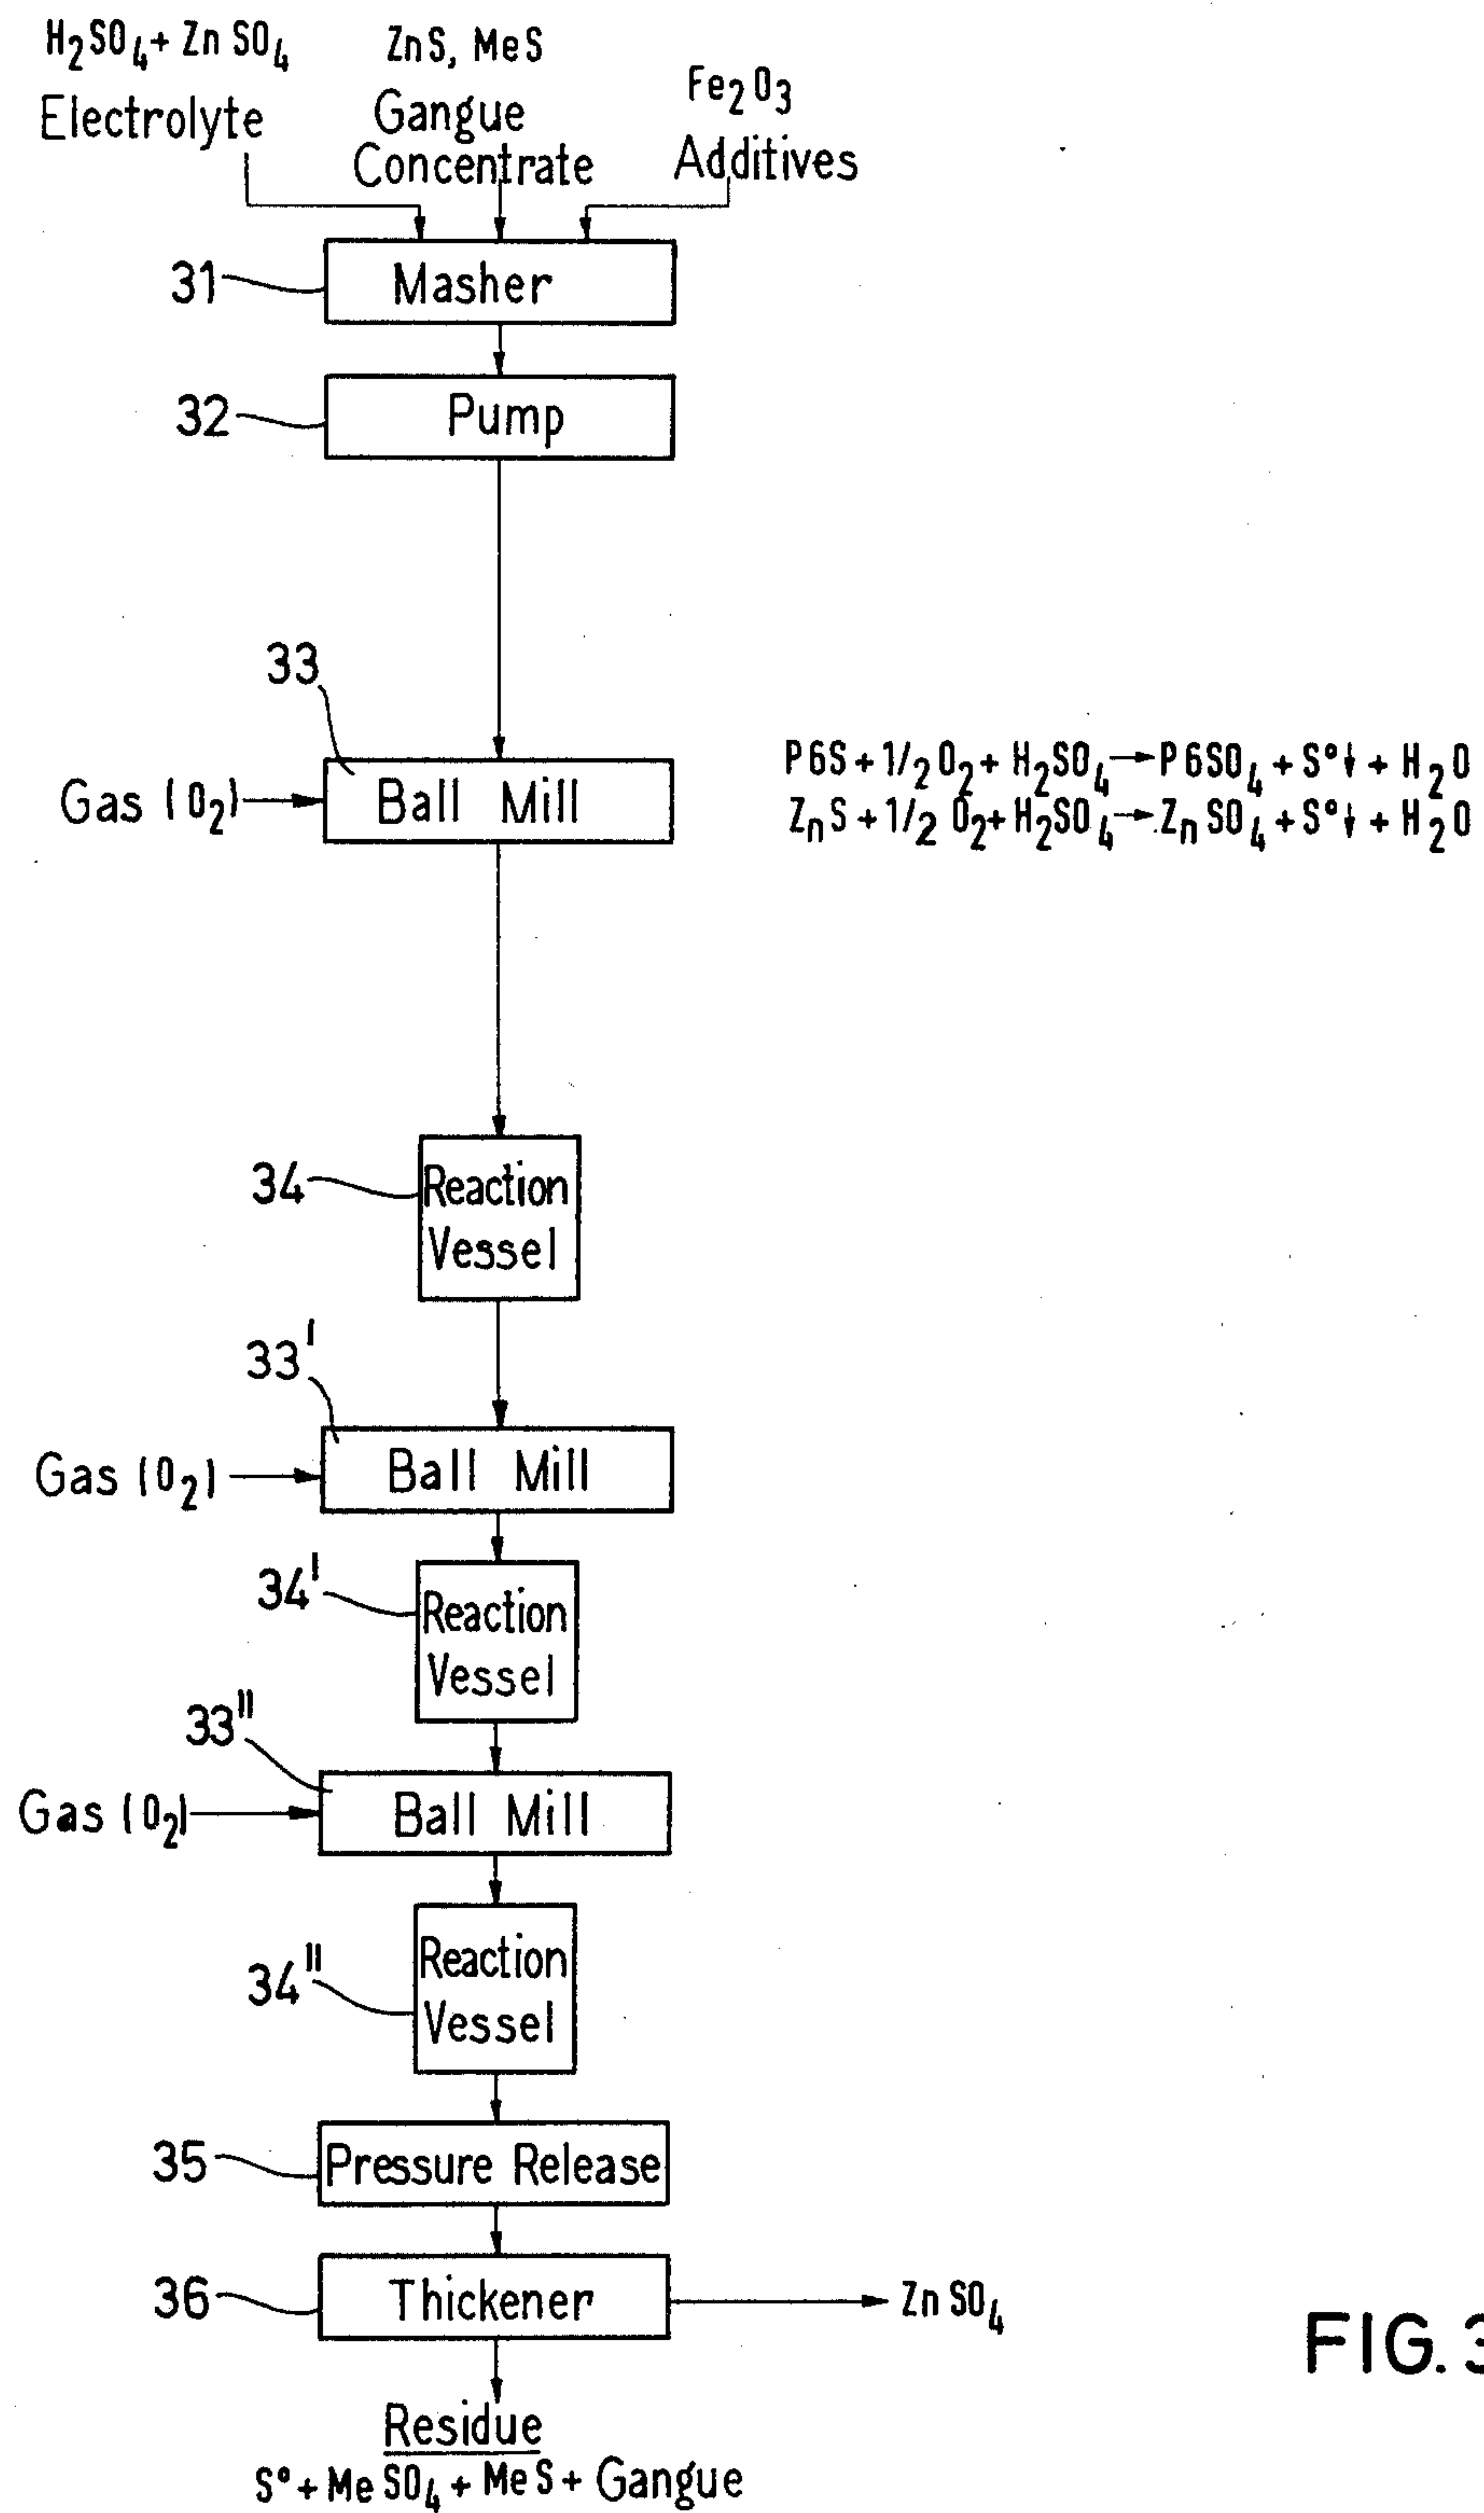 H₂SO₄+ ZnSO₄
Electrolyte
ZnS, MeS
Gangue
Concentrate
Fe₂O₃
Additives
31
Masher
32
Pump
33
Gas (O₂)
Ball Mill
P6S + 1/2 O₂ + H₂SO₄ → P6SO₄ + S°↓ + H₂O
ZnS + 1/2 O₂ + H₂SO₄ → ZnSO₄ + S°↓ + H₂O
34
Reaction
Vessel
33'
Gas (O₂)
Ball Mill
34'
Reaction
Vessel
33"
Gas (O₂)
Ball Mill
34"
Reaction
Vessel
35
Pressure Release
36
Thickener
ZnSO₄
FIG. 3
Residue
S° + MeSO₄ + MeS + Gangue